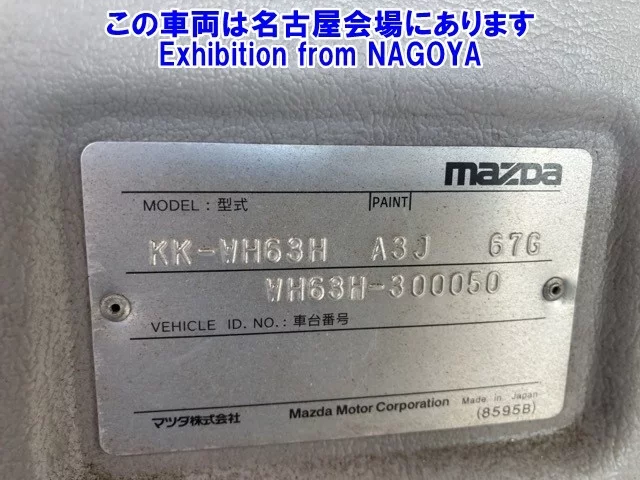 この車両は名古屋会場にあります
Exhibition from NAGOYA
mazda
MODEL : 型式 PAINT
KK-WH63H A3J 67G
WH63H-300050
VEHICLE ID. NO. : 車台番号
マツダ株式会社 Mazda Motor Corporation Made in Japan
(8595B)